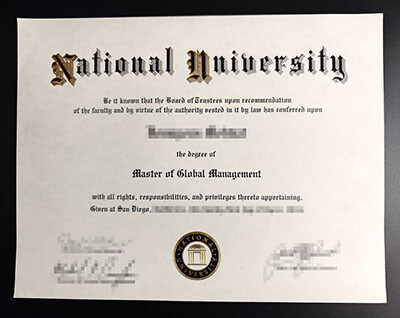 National University
Be it known that the Board of Trustees upon recommendation
of the faculty and by virtue of the authority vested in it by law has conferred upon
the degree of
Master of Global Management
with all rights, responsibilities, and privileges thereto appertaining.
Given at San Diego,
NATIONAL
UNIVERSITY